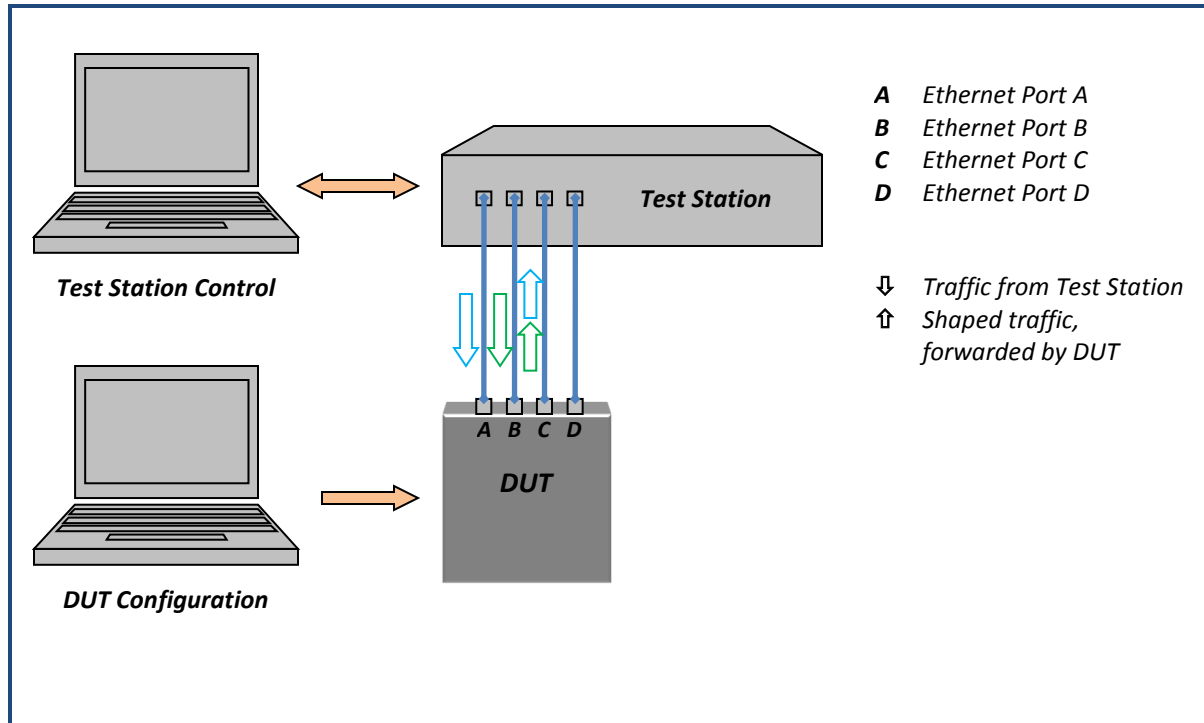 A Ethernet Port A
B Ethernet Port B
C Ethernet Port C
D Ethernet Port D
Test Station
Test Station Control
Traffic from Test Station
Shaped traffic,
forwarded by DUT
A B C D
DUT
DUT Configuration